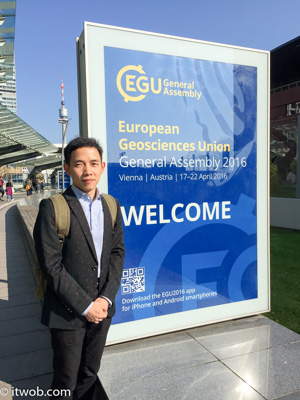 EGU General
Assembly
European
Geosciences Union
General Assembly 2016
Vienna | Austria | 17–22 April 2016
WELCOME
Download the EGU2016 app
for iPhone and Android smartphones
© itwob.com